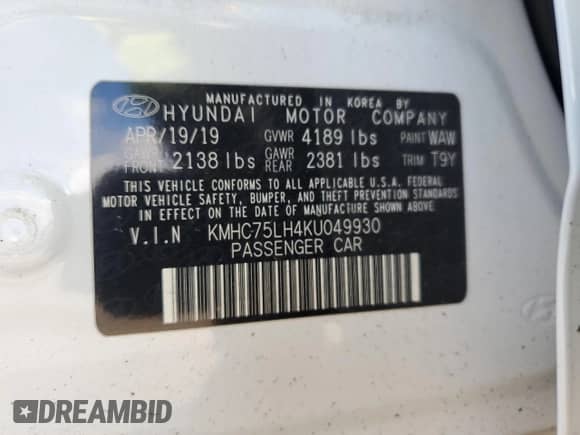 MANUFACTURED IN KOREA BY
HYUNDAI MOTOR COMPANY
APR/19/19 GVWR 4189 lbs PAINT WAW
GAWR FRONT 2138 lbs GAWR REAR 2381 lbs TRIM T9Y
THIS VEHICLE CONFORMS TO ALL APPLICABLE U.S.A. FEDERAL
MOTOR VEHICLE SAFETY, BUMPER, AND THEFT PREVENTION STANDARDS
IN EFFECT ON THE DATE OF MANUFACTURE SHOWN ABOVE.
V.I.N KMHC75LH4KU049930
PASSENGER CAR
DREAMBID